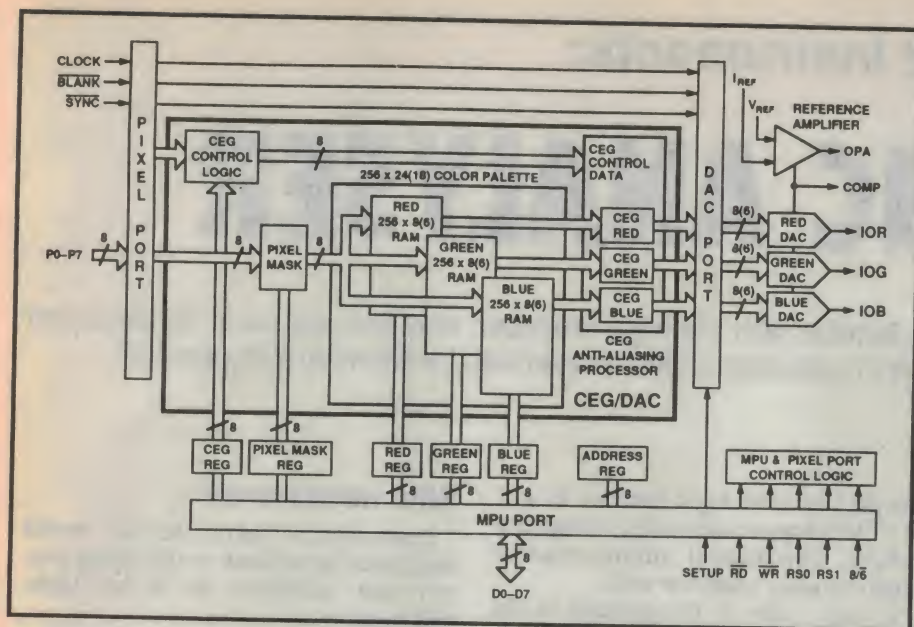 CLOCK
BLANK
SYNC
PIXEL PORT
8
P0–P7
CEG CONTROL LOGIC
8
CEG CONTROL DATA
256 x 24(18) COLOR PALETTE
8
PIXEL MASK
8
RED
256 x 8(6)
RAM
GREEN
256 x 8(6)
RAM
BLUE
256 x 8(6)
RAM
CEG RED
CEG GREEN
CEG BLUE
CEG
ANTI-ALIASING
PROCESSOR
CEG/DAC
DAC PORT
IREF
VREF
REFERENCE
AMPLIFIER
OPA
COMP
8(6)
RED DAC
IOR
8(6)
GREEN DAC
IOG
8(6)
BLUE DAC
IOB
8
8
8
8
8
CEG REG
PIXEL MASK REG
RED REG
GREEN REG
BLUE REG
ADDRESS REG
8
MPU & PIXEL PORT
CONTROL LOGIC
MPU PORT
8
D0–D7
SETUP
RD
WR
RS0
RS1
8/6